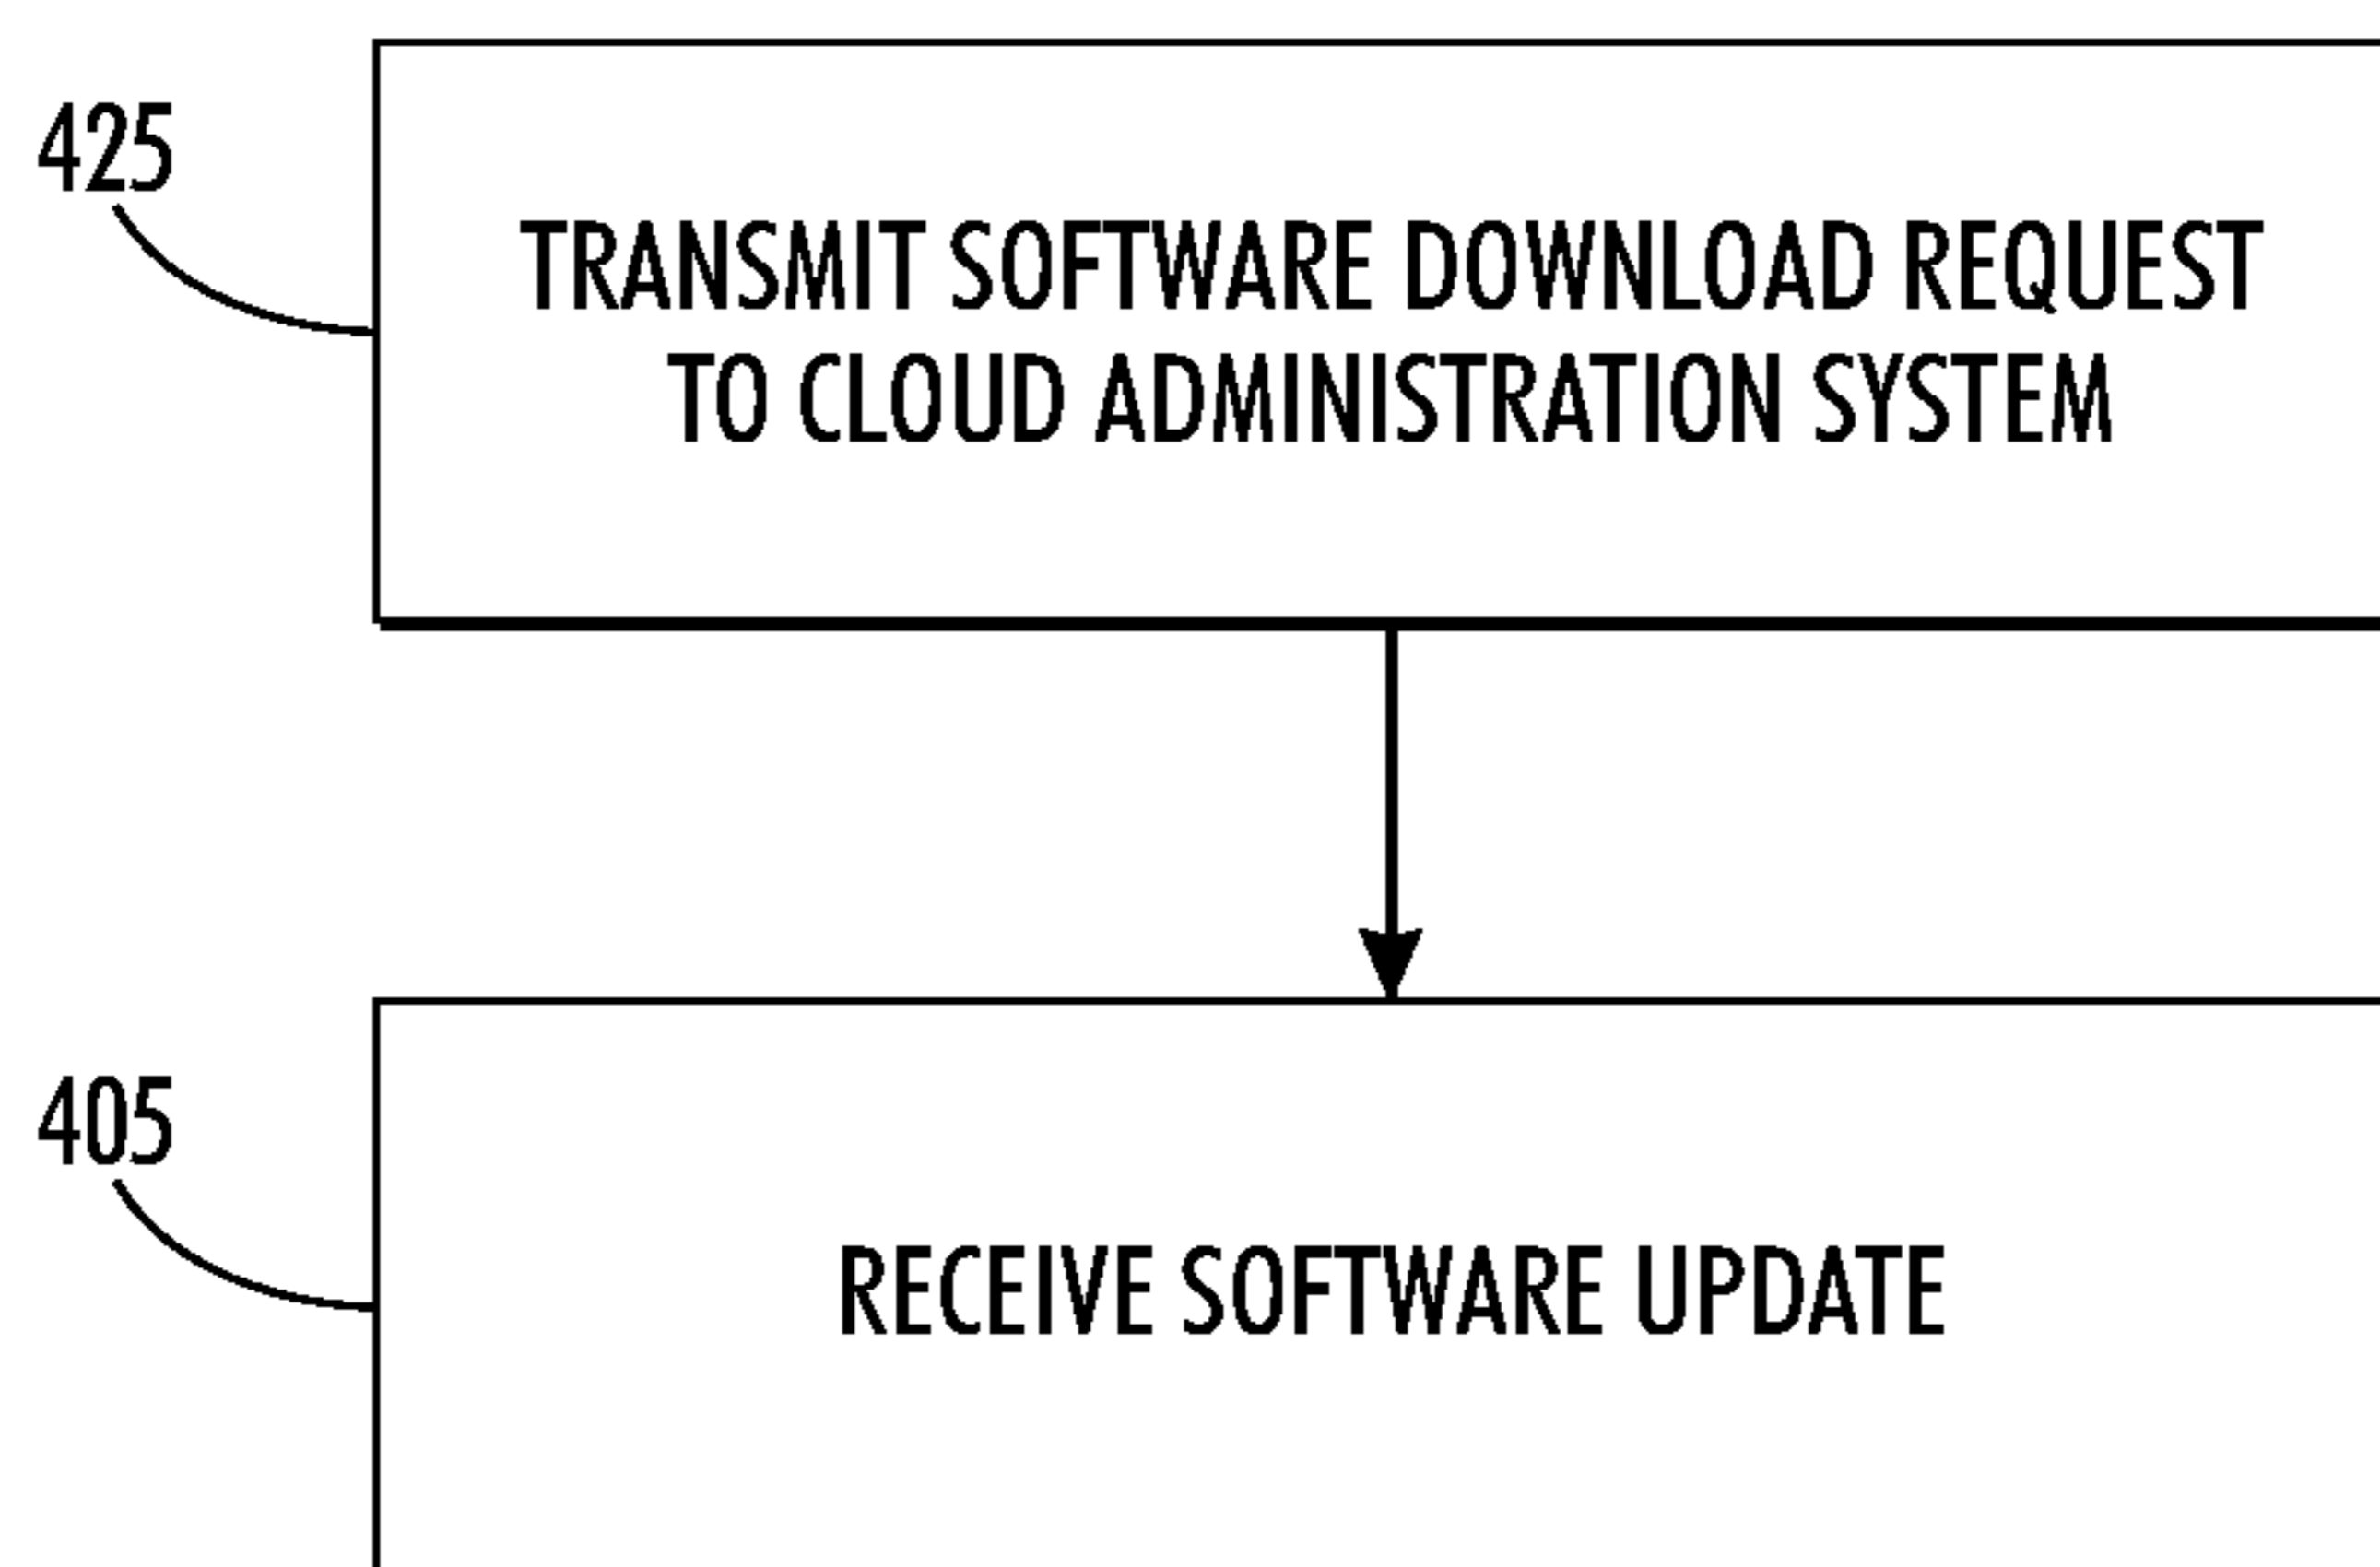 425
TRANSMIT SOFTWARE DOWNLOAD REQUEST
TO CLOUD ADMINISTRATION SYSTEM
405
RECEIVE SOFTWARE UPDATE